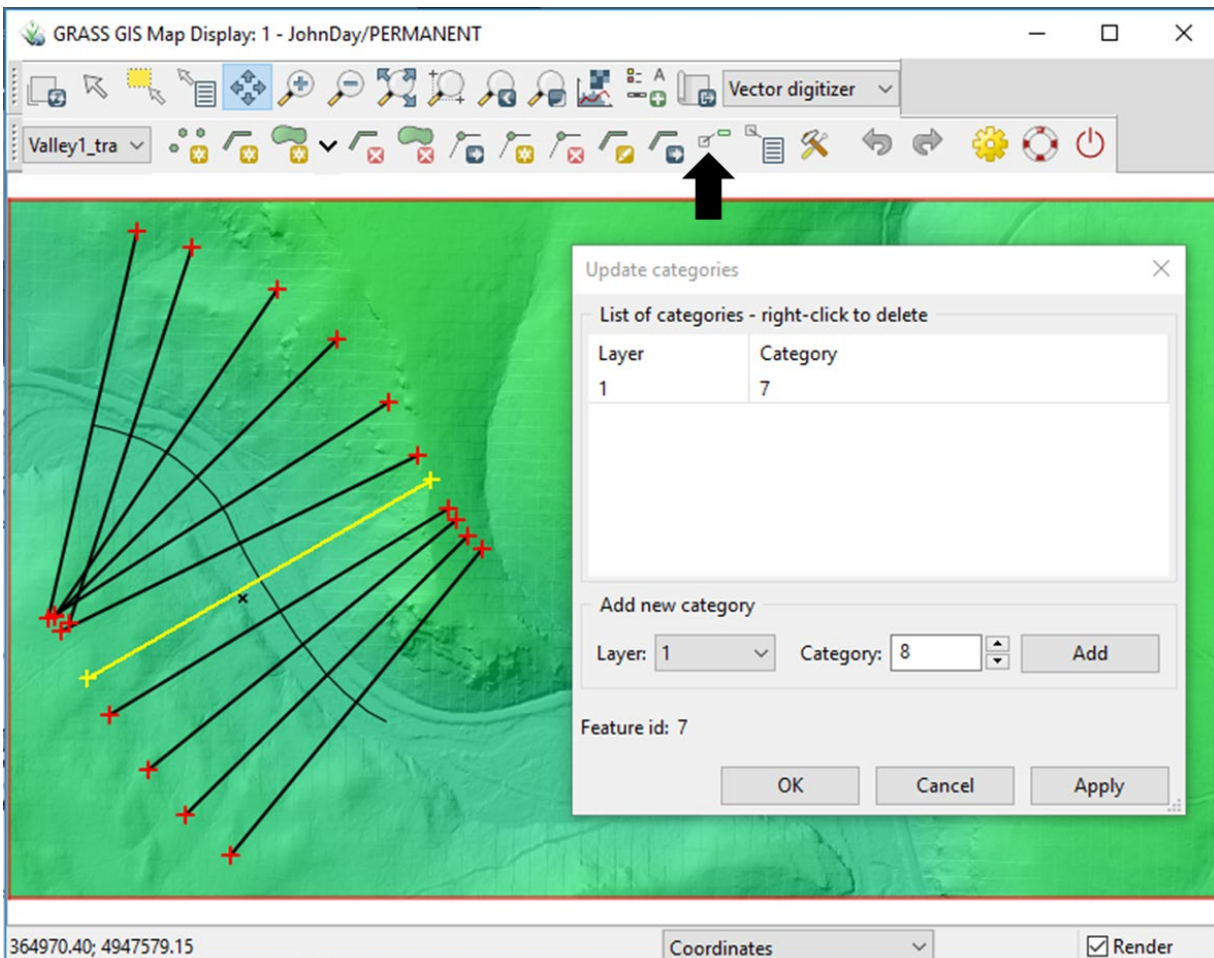 GRASS GIS Map Display: 1 - JohnDay/PERMANENT
Vector digitizer
Valley1_tra
Update categories
List of categories - right-click to delete
Layer Category
1 7
Add new category
Layer: 1 Category: 8 Add
Feature id: 7
OK Cancel Apply
364970.40; 4947579.15 Coordinates Render